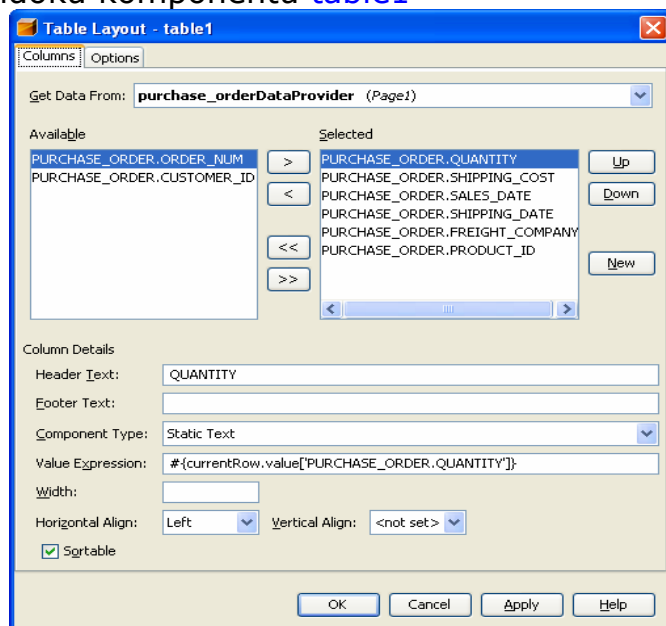 komponentu table1
Table Layout - table1
Columns Options
Get Data From: purchase_orderDataProvider (Page1)
Available Selected
PURCHASE_ORDER.ORDER_NUM > PURCHASE_ORDER.QUANTITY Up
PURCHASE_ORDER.CUSTOMER_ID PURCHASE_ORDER.SHIPPING_COST
< PURCHASE_ORDER.SALES_DATE Down
PURCHASE_ORDER.SHIPPING_DATE
<< PURCHASE_ORDER.FREIGHT_COMPANY
PURCHASE_ORDER.PRODUCT_ID New
>>
Column Details
Header Text: QUANTITY
Footer Text:
Component Type: Static Text
Value Expression: #{currentRow.value['PURCHASE_ORDER.QUANTITY']}
Width:
Horizontal Align: Left Vertical Align: <not set>
Sortable
OK Cancel Apply Help